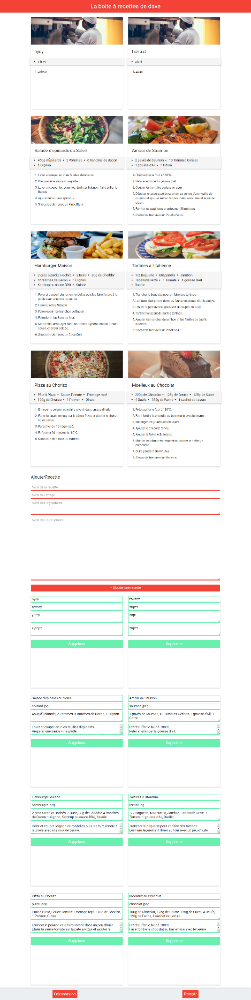 La boite à recettes de dave
hyuy
tzertrzt
• y tr yt
• ztqrt
1. zyteytr
1. ztqzrt
Salade d'épinards du Soleil
Amour de Saumon
• 450g d'Épinards • 2 Pommes • 6 tranches de Bacon
• 1 Oignon
• 2 pavés de Saumon • 10 Tomates Cerises
• 1 gousse d'Ail • 1 Citron
1. Laver et couper en 2 les feuilles d'épinards.
2. Préparer une sauce vinaigrette.
3. Laver et couper les pommes. Émincer l'oignon. Faire griller le
Bacon.
4. Ajouter le tout aux épinards.
5. S'accorde bien avec un Pinot Blanc.
1. Préchauffer le four à 180°C.
2. Peler et émincer la gousse d'ail.
3. Couper les tomates cerises en deux.
4. Déposer chaque pavé de saumon au centre d'une feuille de
cuisson et ajouter autour l'ail, les tomates cerises et le jus de
citron.
5. Fermer les papillotes et enfourner 30 minutes.
6. S'accorde bien avec un Pouilly Fumé.
Hamburger Maison
Tartines à l'Italienne
• 2 gros Steacks Hachés • 2 Buns • 80g de Cheddar
• 4 tranches de Bacon • 1 Oignon
• Ketchup ou sauce BBQ • Salade
• 1/2 Baguette • Mozzarella • Jambon
• Tapenade verte • 1 Tomate • 1 gousse d'Ail
• Basilic
1. Peler et couper l'oignon en rondelles puis les faire fondre à la
poêle avec une noix de beurre.
2. Faire cuire les Steacks.
3. Faire revenir les tranches de Bacon.
4. Faire dorer les Buns au four.
5. Monter le Hamburger dans cet ordre : oignons, bacon, steack,
sauce, cheddar, salade.
6. S'accorde bien avec un Coca-Cola.
1. Trancher la baguette pour en faire des tartines.
2. Les faire légèrement dorer au four avec un peu d'huile d'olive.
3. Frotter le pain avec la gousse d'ail coupée en deux.
4. Tartiner la tapenade sur les tartines.
5. Ajouter les tranches de jambon et les feuilles de basilic
ciselées.
6. S'accorde bien avec un Pinot Noir.
Pizza au Chorizo
Moelleux au Chocolat
• Pâte à Pizza • Sauce Tomate • Fromage rapé
• 100g de Chorizo • 1 Poivron • Olives
• 200g de Chocolat • 125g de Beurre • 125g de Sucre
• 4 Oeufs • 125g de Farine • 1 sachet de Levure
1. Émincer le poivron et le faire revenir dans un peu d'huile.
2. Étaler la sauce tomate sur la pâte à Pizza et ajouter le chorizo
et les olives.
3. Parsemer de fromage rapé.
4. Enfourner 20 minutes à 180°C.
5. S'accorde bien avec un Madiran.
1. Préchauffer le four à 180°C.
2. Faire fondre le chocolat au bain-marie avec le beurre.
3. Mélanger les jaunes avec le sucre.
4. Ajouter le chocolat fondu.
5. Ajouter la farine et la levure.
6. Monter les blancs en neige et incorporer le mélange
précédent.
7. Cuire pendant 30 minutes.
8. S'accorde bien avec un Banyuls.
AjouterRecette
Nom de la recette
Nom de l'image
Nom des ingrédients
Nom des instructions
+ Ajouter une recette
hyuy
tzertrzt
tyettey
ztqzrt
y tr yt
ztqrt
zyteytr
ztqzrt
Supprimer
Supprimer
Salade d'épinards du Soleil
Amour de Saumon
epinard.jpg
saumon.jpeg
450g d'Épinards, 2 Pommes, 6 tranches de Bacon, 1 Oignon
2 pavés de Saumon, 10 Tomates Cerises, 1 gousse d'Ail, 1
Citron
Laver et couper en 2 les feuilles d'épinards.
Préparer une sauce vinaigrette.
Préchauffer le four à 180°C.
Peler et émincer la gousse d'ail.
Supprimer
Supprimer
Hamburger Maison
Tartines à l'Italienne
hamburger.jpeg
tartine.jpg
2 gros Steacks Hachés, 2 Buns, 80g de Cheddar, 4 tranches
de Bacon, 1 Oignon, Ketchup ou sauce BBQ, Salade
1/2 Baguette, Mozzarella, Jambon, Tapenade verte, 1
Tomate, 1 gousse d'Ail, Basilic
Peler et couper l'oignon en rondelles puis les faire fondre à
la poêle avec une noix de beurre.
Trancher la baguette pour en faire des tartines.
Les faire légèrement dorer au four avec un peu d'huile
Supprimer
Supprimer
Pizza au Chorizo
Moelleux au Chocolat
pizza.jpeg
chocolat.jpeg
Pâte à Pizza, Sauce Tomate, Fromage rapé, 100g de Chorizo,
1 Poivron, Olives
200g de Chocolat, 125g de Beurre, 125g de Sucre, 4 Oeufs,
125g de Farine, 1 sachet de Levure
Émincer le poivron et le faire revenir dans un peu d'huile.
Étaler la sauce tomate sur la pâte à Pizza et ajouter le
Préchauffer le four à 180°C.
Faire fondre le chocolat au bain-marie avec le beurre.
Supprimer
Supprimer
Déconnexion
Remplir